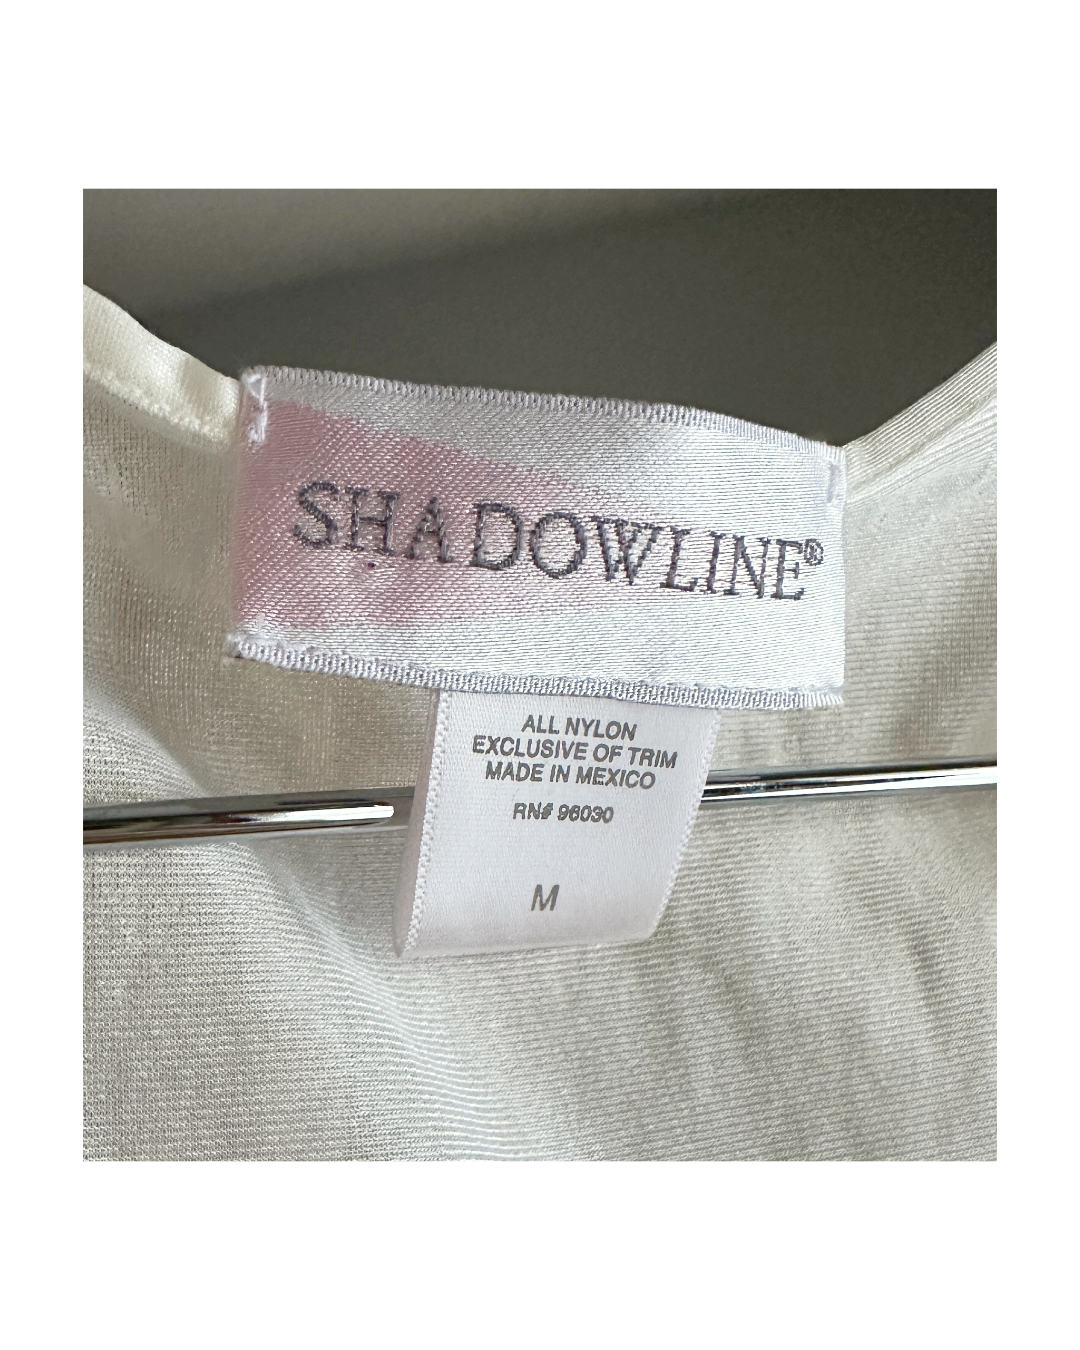 SHADOWLINE®
ALL NYLON
EXCLUSIVE OF TRIM
MADE IN MEXICO
RN# 96030
M